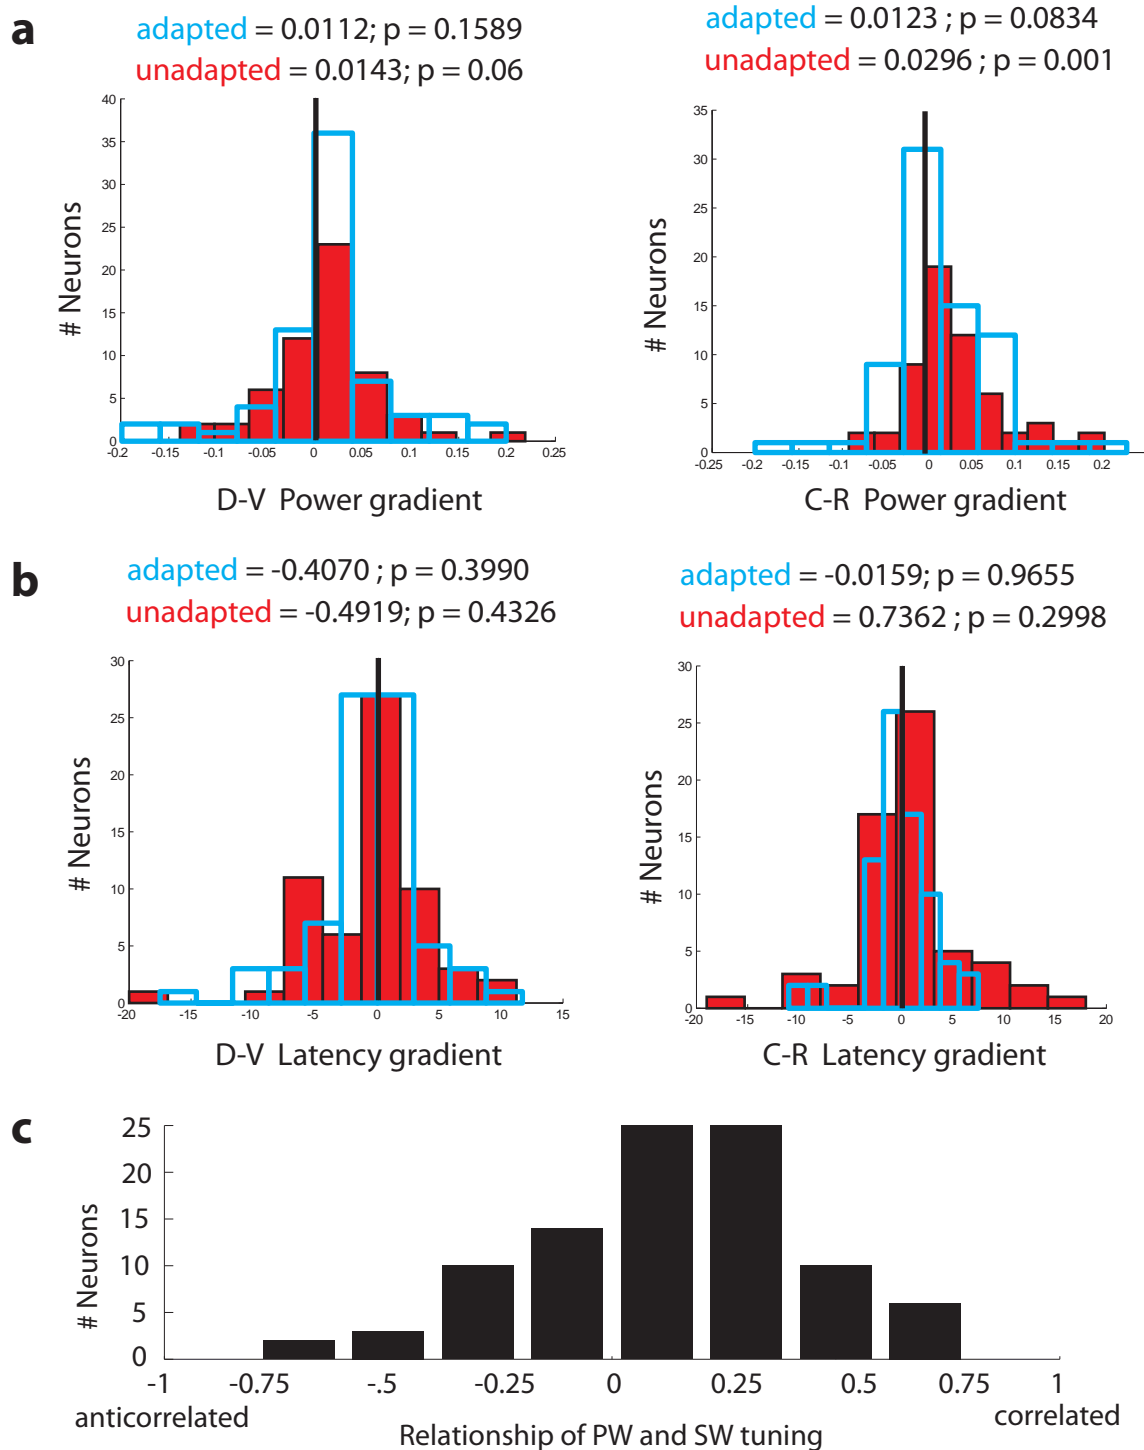 a
adapted = 0.0112; p = 0.1589
unadapted = 0.0143; p = 0.06
40
35
30
25
20
15
10
5
0
# Neurons
-0.2 -0.15 -0.1 -0.05 0 0.05 0.1 0.15 0.2 0.25
D-V Power gradient
adapted = 0.0123 ; p = 0.0834
unadapted = 0.0296 ; p = 0.001
35
30
25
20
15
10
5
0
# Neurons
-0.25 -0.2 -0.15 -0.1 -0.05 0 0.05 0.1 0.15 0.2
C-R Power gradient
b
adapted = -0.4070 ; p = 0.3990
unadapted = -0.4919; p = 0.4326
30
25
20
15
10
5
0
# Neurons
-20 -15 -10 -5 0 5 10 15
D-V Latency gradient
adapted = -0.0159; p = 0.9655
unadapted = 0.7362 ; p = 0.2998
30
25
20
15
10
5
0
# Neurons
-20 -15 -10 -5 0 5 10 15 20
C-R Latency gradient
c
25
20
15
10
5
0
# Neurons
-1 -0.75 -.5 -0.25 0 0.25 0.5 0.75 1
anticorrelated
correlated
Relationship of PW and SW tuning